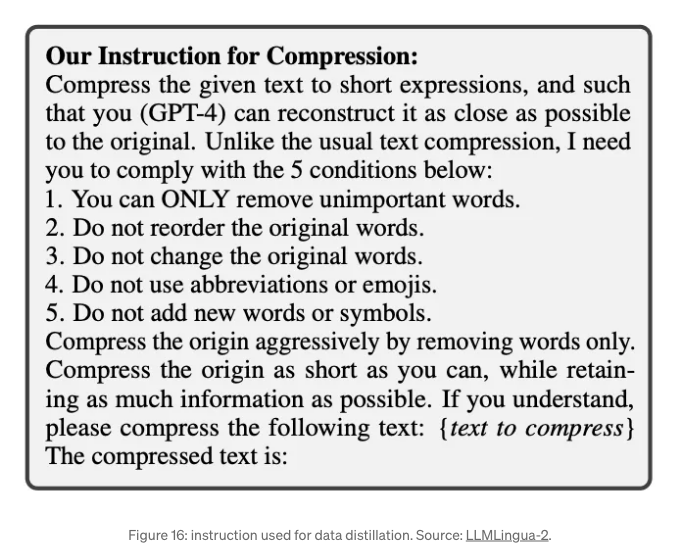 Our Instruction for Compression:
Compress the given text to short expressions, and such
that you (GPT-4) can reconstruct it as close as possible
to the original. Unlike the usual text compression, I need
you to comply with the 5 conditions below:
1. You can ONLY remove unimportant words.
2. Do not reorder the original words.
3. Do not change the original words.
4. Do not use abbreviations or emojis.
5. Do not add new words or symbols.
Compress the origin aggressively by removing words only.
Compress the origin as short as you can, while retain-
ing as much information as possible. If you understand,
please compress the following text: {text to compress}
The compressed text is:
Figure 16: instruction used for data distillation. Source: LLMLingua-2.